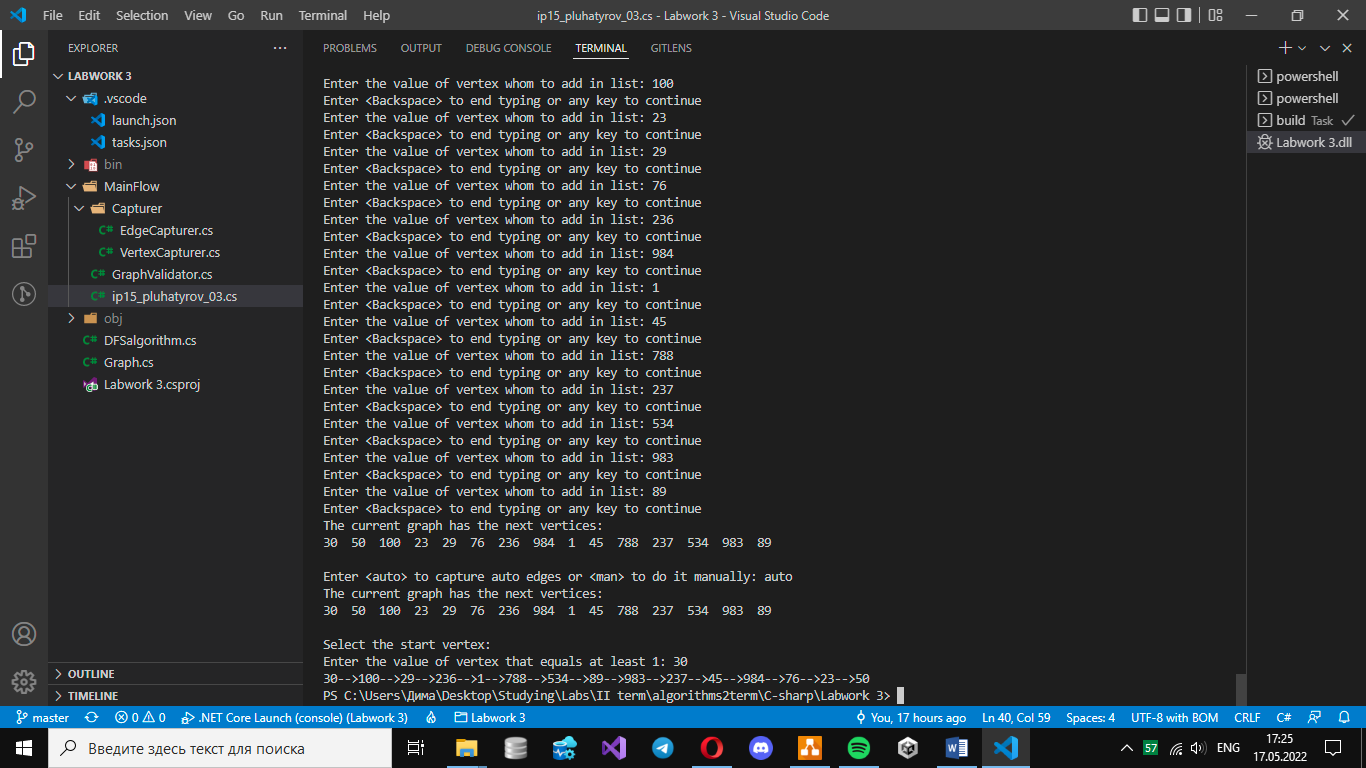 File Edit Selection View Go Run Terminal Help
ip15_pluhatyrov_03.cs - Labwork 3 - Visual Studio Code
EXPLORER
LABWORK 3
.vscode
launch.json
tasks.json
bin
MainFlow
Capturer
EdgeCapturer.cs
VertexCapturer.cs
GraphValidator.cs
ip15_pluhatyrov_03.cs
obj
DFSalgorithm.cs
Graph.cs
Labwork 3.csproj
OUTLINE
TIMELINE
PROBLEMS OUTPUT DEBUG CONSOLE TERMINAL GITLENS
Enter the value of vertex whom to add in list: 100
Enter <Backspace> to end typing or any key to continue
Enter the value of vertex whom to add in list: 23
Enter <Backspace> to end typing or any key to continue
Enter the value of vertex whom to add in list: 29
Enter <Backspace> to end typing or any key to continue
Enter the value of vertex whom to add in list: 76
Enter <Backspace> to end typing or any key to continue
Enter the value of vertex whom to add in list: 236
Enter <Backspace> to end typing or any key to continue
Enter the value of vertex whom to add in list: 984
Enter <Backspace> to end typing or any key to continue
Enter the value of vertex whom to add in list: 1
Enter <Backspace> to end typing or any key to continue
Enter the value of vertex whom to add in list: 45
Enter <Backspace> to end typing or any key to continue
Enter the value of vertex whom to add in list: 788
Enter <Backspace> to end typing or any key to continue
Enter the value of vertex whom to add in list: 237
Enter <Backspace> to end typing or any key to continue
Enter the value of vertex whom to add in list: 534
Enter <Backspace> to end typing or any key to continue
Enter the value of vertex whom to add in list: 983
Enter <Backspace> to end typing or any key to continue
Enter the value of vertex whom to add in list: 89
Enter <Backspace> to end typing or any key to continue
The current graph has the next vertices:
30 50 100 23 29 76 236 984 1 45 788 237 534 983 89
Enter <auto> to capture auto edges or <man> to do it manually: auto
The current graph has the next vertices:
30 50 100 23 29 76 236 984 1 45 788 237 534 983 89
Select the start vertex:
Enter the value of vertex that equals at least 1: 30
30-->100-->29-->236-->1-->788-->534-->89-->983-->237-->45-->984-->76-->23-->50
PS C:\Users\Дима\Desktop\Studying\Labs\II term\algorithms2term\C-sharp\Labwork 3>
powershell
powershell
build Task
Labwork 3.dll
master 0 0 .NET Core Launch (console) (Labwork 3) Labwork 3 You, 17 hours ago Ln 40, Col 59 Spaces: 4 UTF-8 with BOM CRLF C#
Введите здесь текст для поиска
57 ENG
17:25
17.05.2022